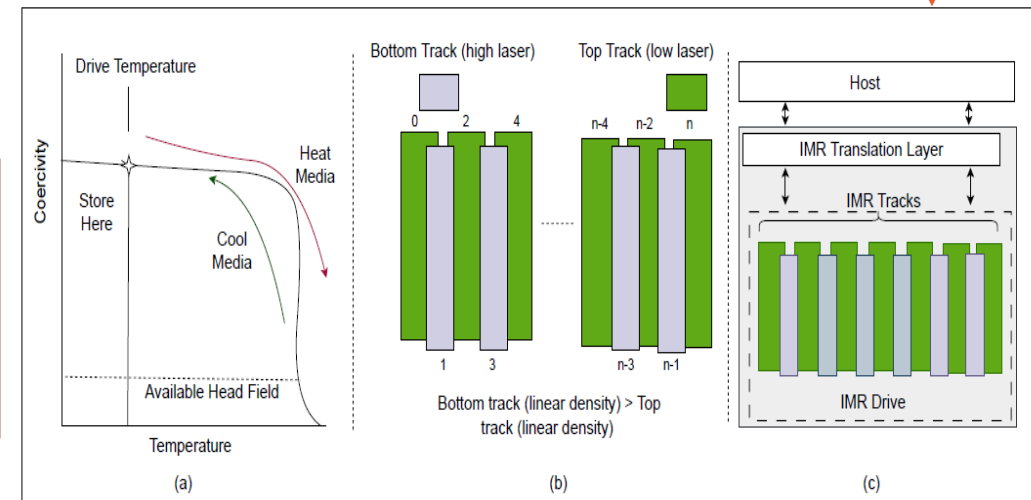 Drive Temperature
Coercivity
Store
Here
Heat
Media
Cool
Media
Available Head Field
Temperature
(a)
Bottom Track (high laser)
Top Track (low laser)
0 2 4
n-4 n-2 n
1 3
n-3 n-1
Bottom track (linear density) > Top
track (linear density)
(b)
Host
IMR Translation Layer
IMR Tracks
IMR Drive
(c)